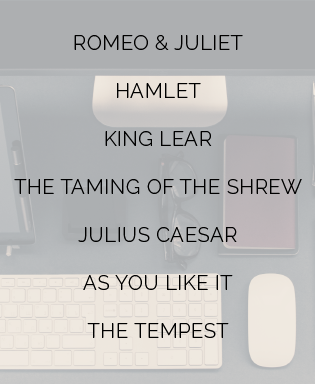 ROMEO & JULIET
HAMLET
KING LEAR
THE TAMING OF THE SHREW
JULIUS CAESAR
AS YOU LIKE IT
THE TEMPEST